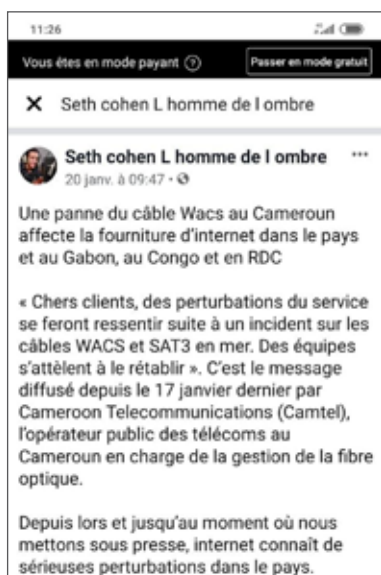 11:26
Vous êtes en mode payant ?
Passer en mode gratuit
Seth cohen L homme de l ombre
Seth cohen L homme de l ombre
20 janv. à 09:47
Une panne du câble Wacs au Cameroun
affecte la fourniture d'internet dans le pays
et au Gabon, au Congo et en RDC
« Chers clients, des perturbations du service
se feront ressentir suite à un incident sur les
câbles WACS et SAT3 en mer. Des équipes
s'attèlent à le rétablir ». C'est le message
diffusé depuis le 17 janvier dernier par
Cameroon Telecommunications (Camtel),
l'opérateur public des télécoms au
Cameroun en charge de la gestion de la fibre
optique.
Depuis lors et jusqu'au moment où nous
mettons sous presse, internet connaît de
sérieuses perturbations dans le pays.